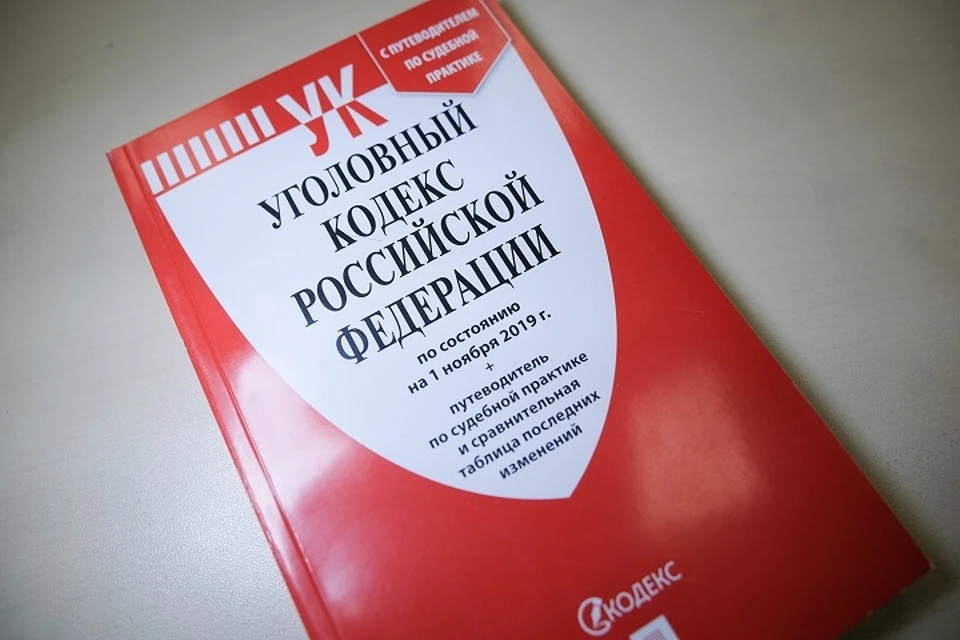 С ПУТЕВОДИТЕЛЕМ
ПО СУДЕБНОЙ
ПРАКТИКЕ
УК
УГОЛОВНЫЙ
КОДЕКС
РОССИЙСКОЙ
ФЕДЕРАЦИИ
по состоянию
на 1 ноября 2019 г.
+
путеводитель
по судебной практике
и сравнительная
таблица последних
изменений
КОДЕКС